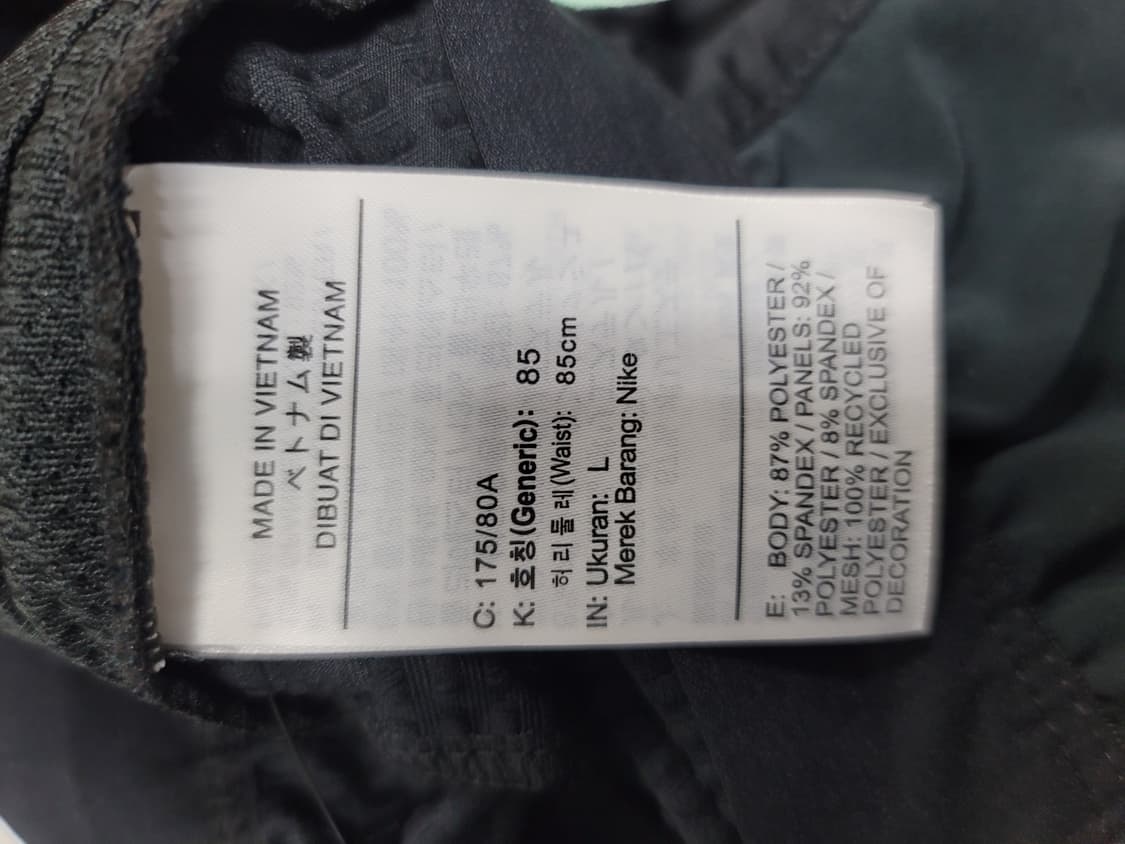 MADE IN VIETNAM
ベトナム製
DIBUAT DI VIETNAM
C: 175/80A
K: 호칭(Generic): 85
허리둘레(Waist): 85cm
IN: Ukuran: L
Merek Barang: Nike
E: BODY: 87% POLYESTER /
13% SPANDEX / PANELS: 92%
POLYESTER / 8% SPANDEX /
MESH: 100% RECYCLED
POLYESTER / EXCLUSIVE OF
DECORATION